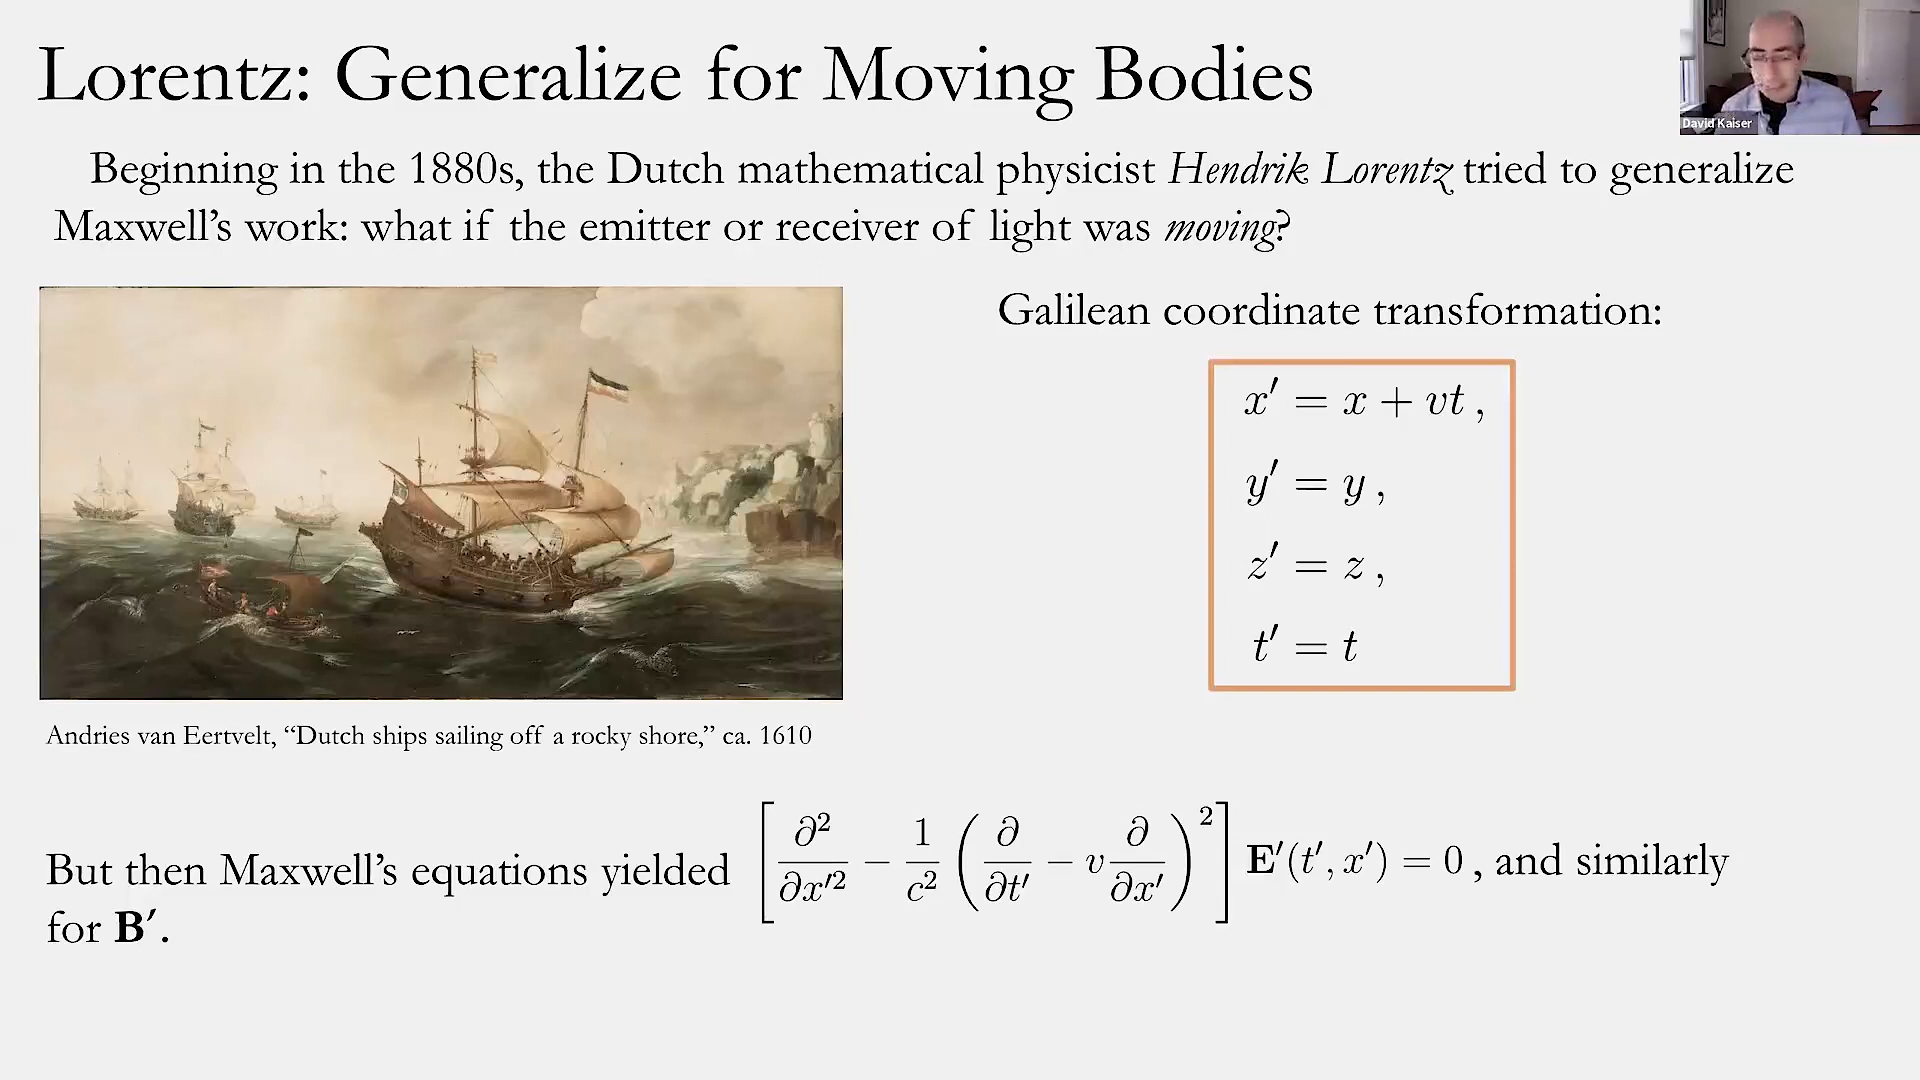 Lorentz: Generalize for Moving Bodies
David Kaiser
Beginning in the 1880s, the Dutch mathematical physicist Hendrik Lorentz tried to generalize
Maxwell’s work: what if the emitter or receiver of light was moving?
Galilean coordinate transformation:
x′ = x + vt ,
y′ = y ,
z′ = z ,
t′ = t
Andries van Eertvelt, “Dutch ships sailing off a rocky shore,” ca. 1610
But then Maxwell’s equations yielded [∂²/∂x′² − 1/c² (∂/∂t′ − v ∂/∂x′)²] E′(t′, x′) = 0 , and similarly
for B′.